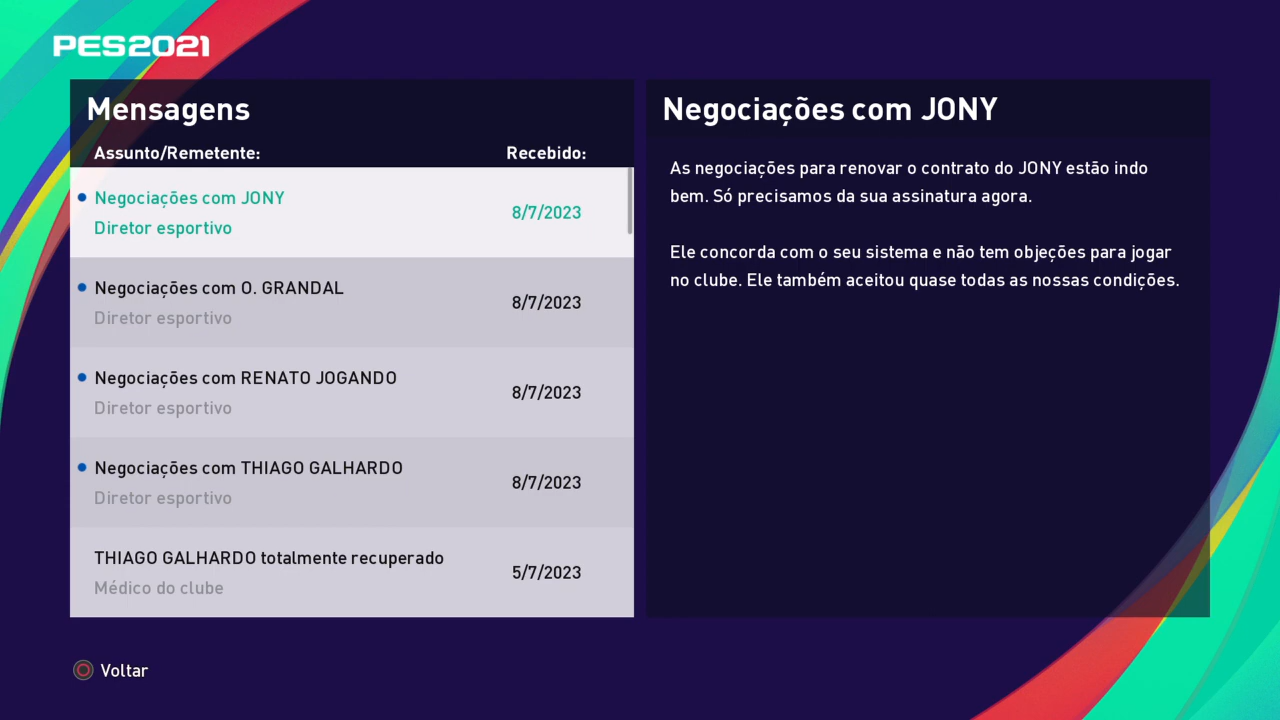 PES2021
Mensagens
Assunto/Remetente: Recebido:
Negociações com JONY
Diretor esportivo
8/7/2023
Negociações com O. GRANDAL
Diretor esportivo
8/7/2023
Negociações com RENATO JOGANDO
Diretor esportivo
8/7/2023
Negociações com THIAGO GALHARDO
Diretor esportivo
8/7/2023
THIAGO GALHARDO totalmente recuperado
Médico do clube
5/7/2023
Negociações com JONY
As negociações para renovar o contrato do JONY estão indo
bem. Só precisamos da sua assinatura agora.
Ele concorda com o seu sistema e não tem objeções para jogar
no clube. Ele também aceitou quase todas as nossas condições.
Voltar